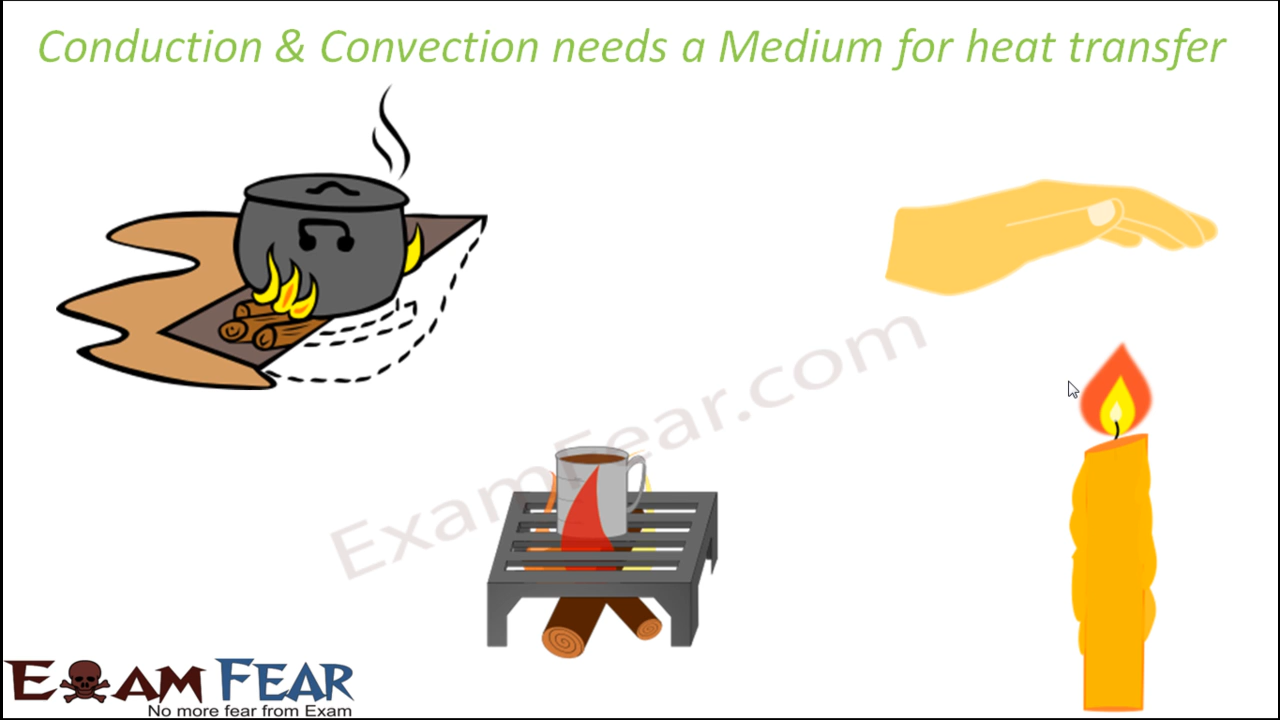 Conduction & Convection needs a Medium for heat transfer
ExamFear.com
EXAM FEAR
No more fear from Exam